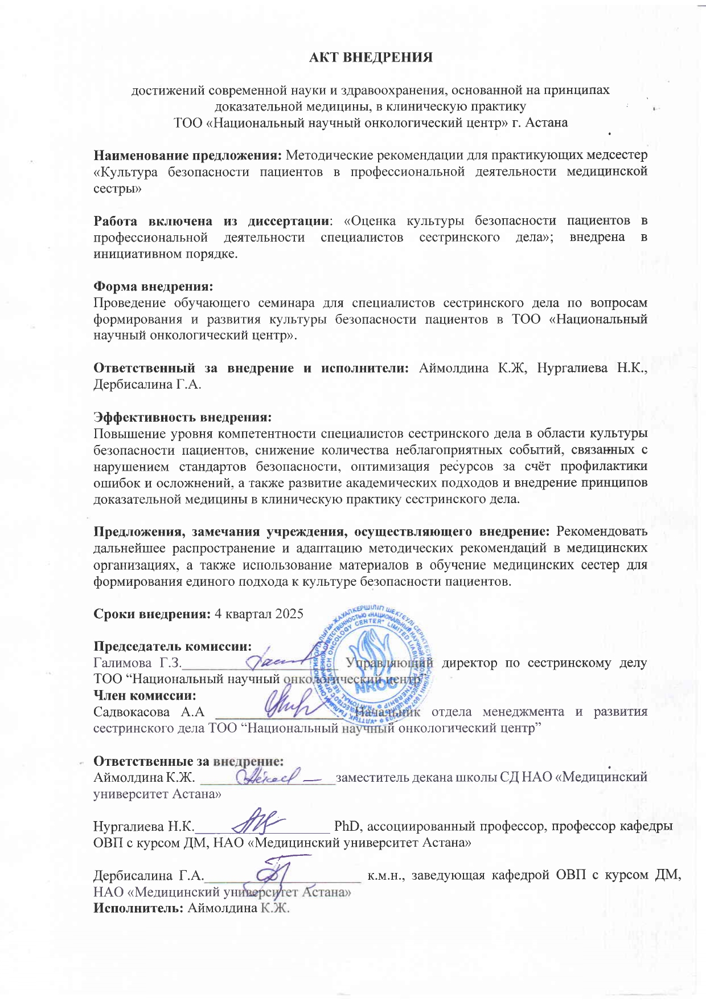 АКТ ВНЕДРЕНИЯ
достижений современной науки и здравоохранения, основанной на принципах
доказательной медицины, в клиническую практику
ТОО «Национальный научный онкологический центр» г. Астана
Наименование предложения: Методические рекомендации для практикующих медсестер
«Культура безопасности пациентов в профессиональной деятельности медицинской
сестры»
Работа включена из диссертации: «Оценка культуры безопасности пациентов в
профессиональной деятельности специалистов сестринского дела»; внедрена в
инициативном порядке.
Форма внедрения:
Проведение обучающего семинара для специалистов сестринского дела по вопросам
формирования и развития культуры безопасности пациентов в ТОО «Национальный
научный онкологический центр».
Ответственный за внедрение и исполнители: Аймолдина К.Ж, Нургалиева Н.К.,
Дербисалина Г.А.
Эффективность внедрения:
Повышение уровня компетентности специалистов сестринского дела в области культуры
безопасности пациентов, снижение количества неблагоприятных событий, связанных с
нарушением стандартов безопасности, оптимизация ресурсов за счёт профилактики
ошибок и осложнений, а также развитие академических подходов и внедрение принципов
доказательной медицины в клиническую практику сестринского дела.
Предложения, замечания учреждения, осуществляющего внедрение: Рекомендовать
дальнейшее распространение и адаптацию методических рекомендаций в медицинских
организациях, а также использование материалов в обучение медицинских сестер для
формирования единого подхода к культуре безопасности пациентов.
Сроки внедрения: 4 квартал 2025
Председатель комиссии:
Галимова Г.З.______________________ Управляющий директор по сестринскому делу
ТОО “Национальный научный онкологический центр”
NROC
Член комиссии:
Садвокасова А.А __________________ Начальник отдела менеджмента и развития
сестринского дела ТОО “Национальный научный онкологический центр”
Ответственные за внедрение:
Аймолдина К.Ж. ___________________заместитель декана школы СД НАО «Медицинский
университет Астана»
Нургалиева Н.К.___________________ PhD, ассоциированный профессор, профессор кафедры
ОВП с курсом ДМ, НАО «Медицинский университет Астана»
Дербисалина Г.А.______________________ к.м.н., заведующая кафедрой ОВП с курсом ДМ,
НАО «Медицинский университет Астана»
Исполнитель: Аймолдина К.Ж.